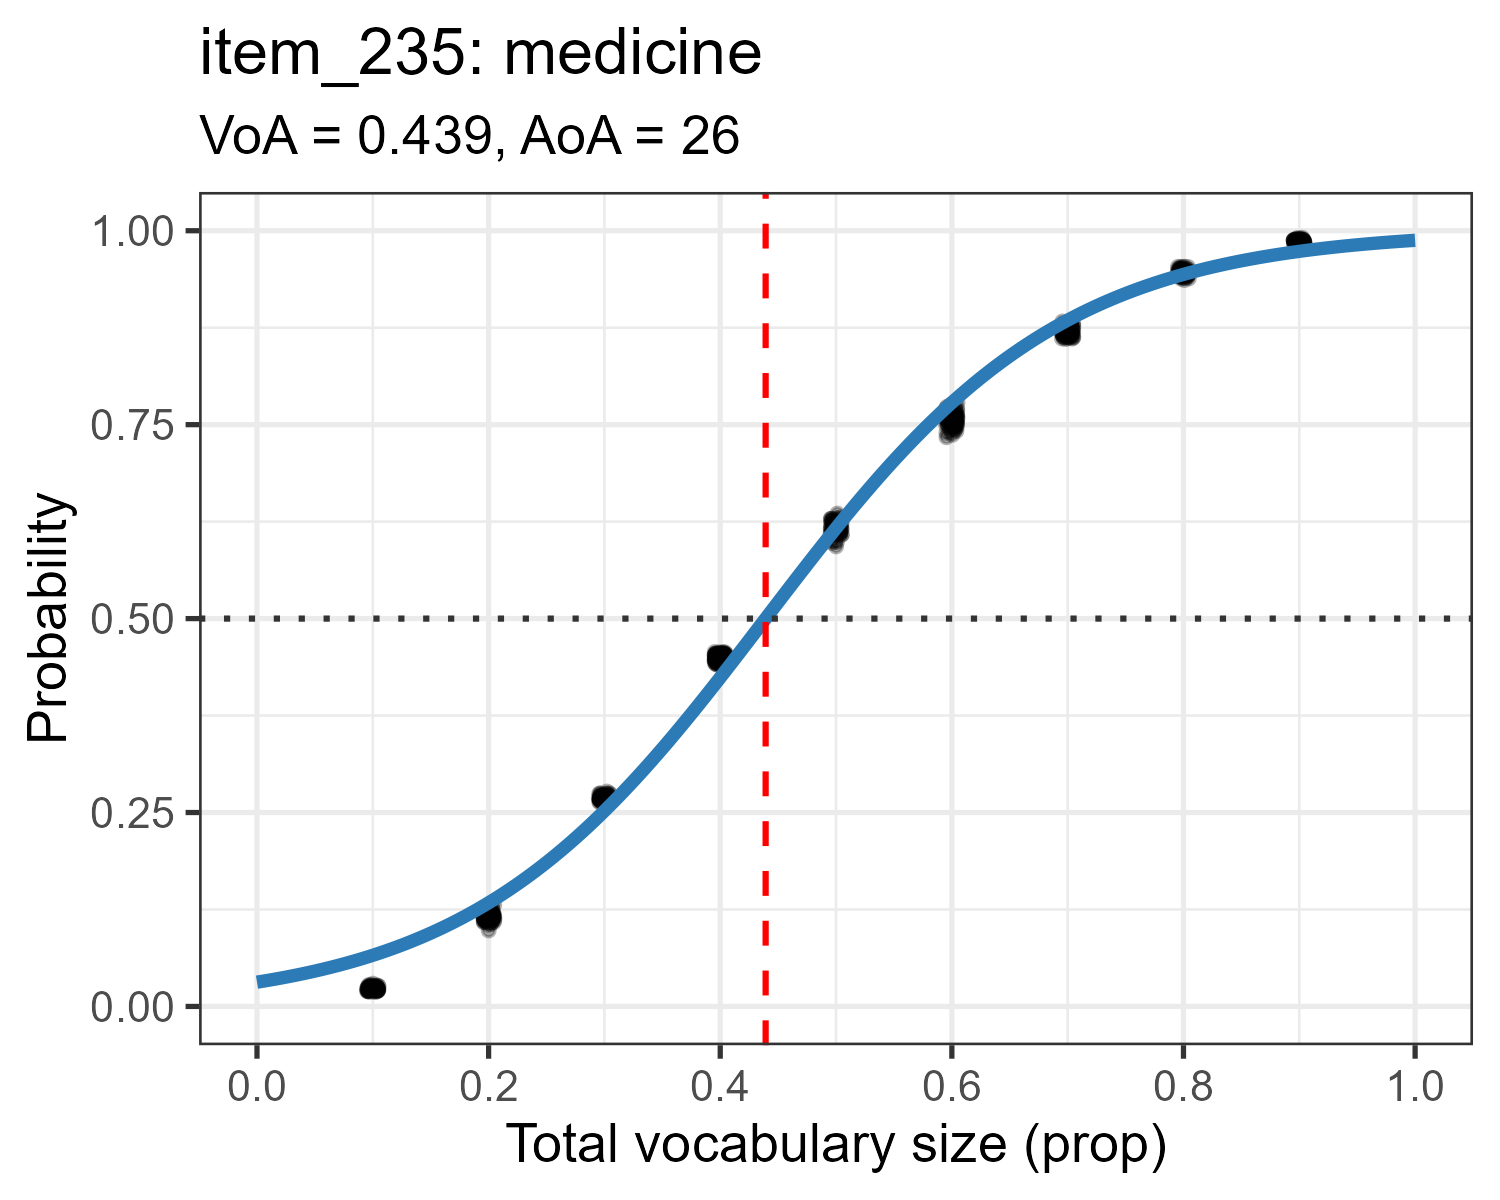 item_235: medicine
VoA = 0.439, AoA = 26
1.00
0.75
0.50
0.25
0.00
Probability
0.0 0.2 0.4 0.6 0.8 1.0
Total vocabulary size (prop)